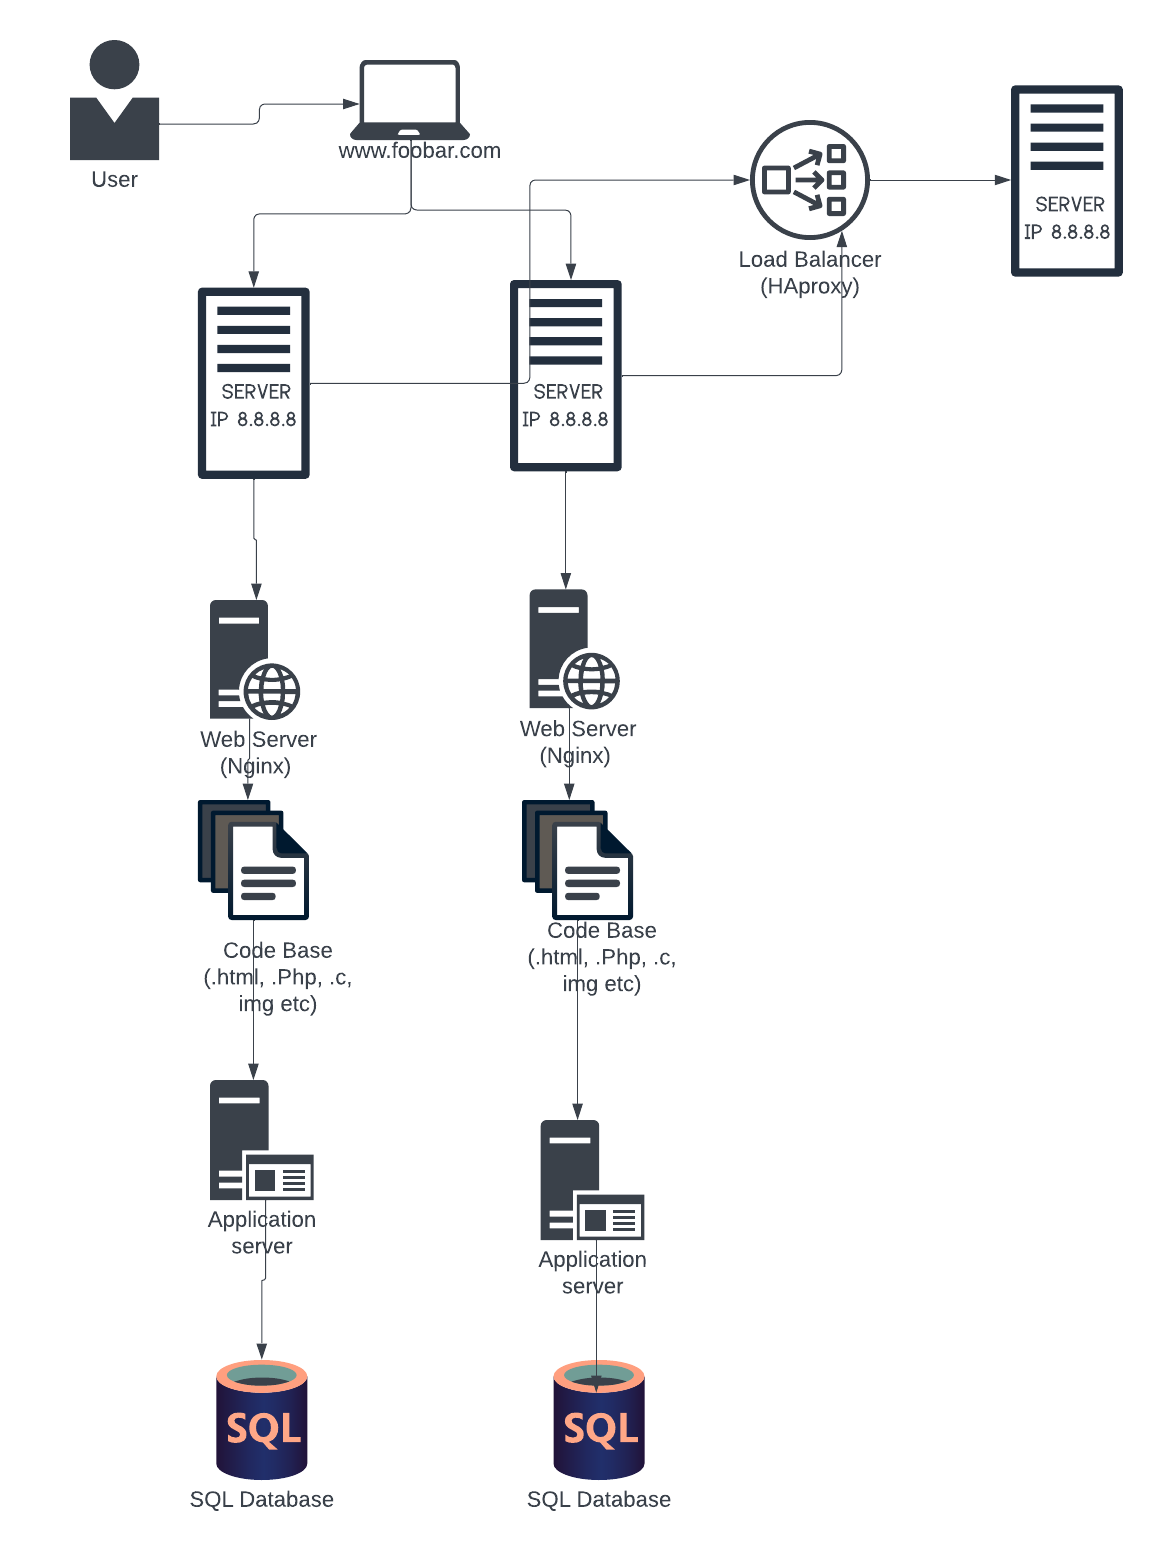 User
www.foobar.com
Load Balancer
(HAproxy)
SERVER
IP 8.8.8.8
SERVER
IP 8.8.8.8
SERVER
IP 8.8.8.8
Web Server
(Nginx)
Web Server
(Nginx)
Code Base
(.html, .Php, .c,
img etc)
Code Base
(.html, .Php, .c,
img etc)
Application
server
Application
server
SQL
SQL Database
SQL
SQL Database